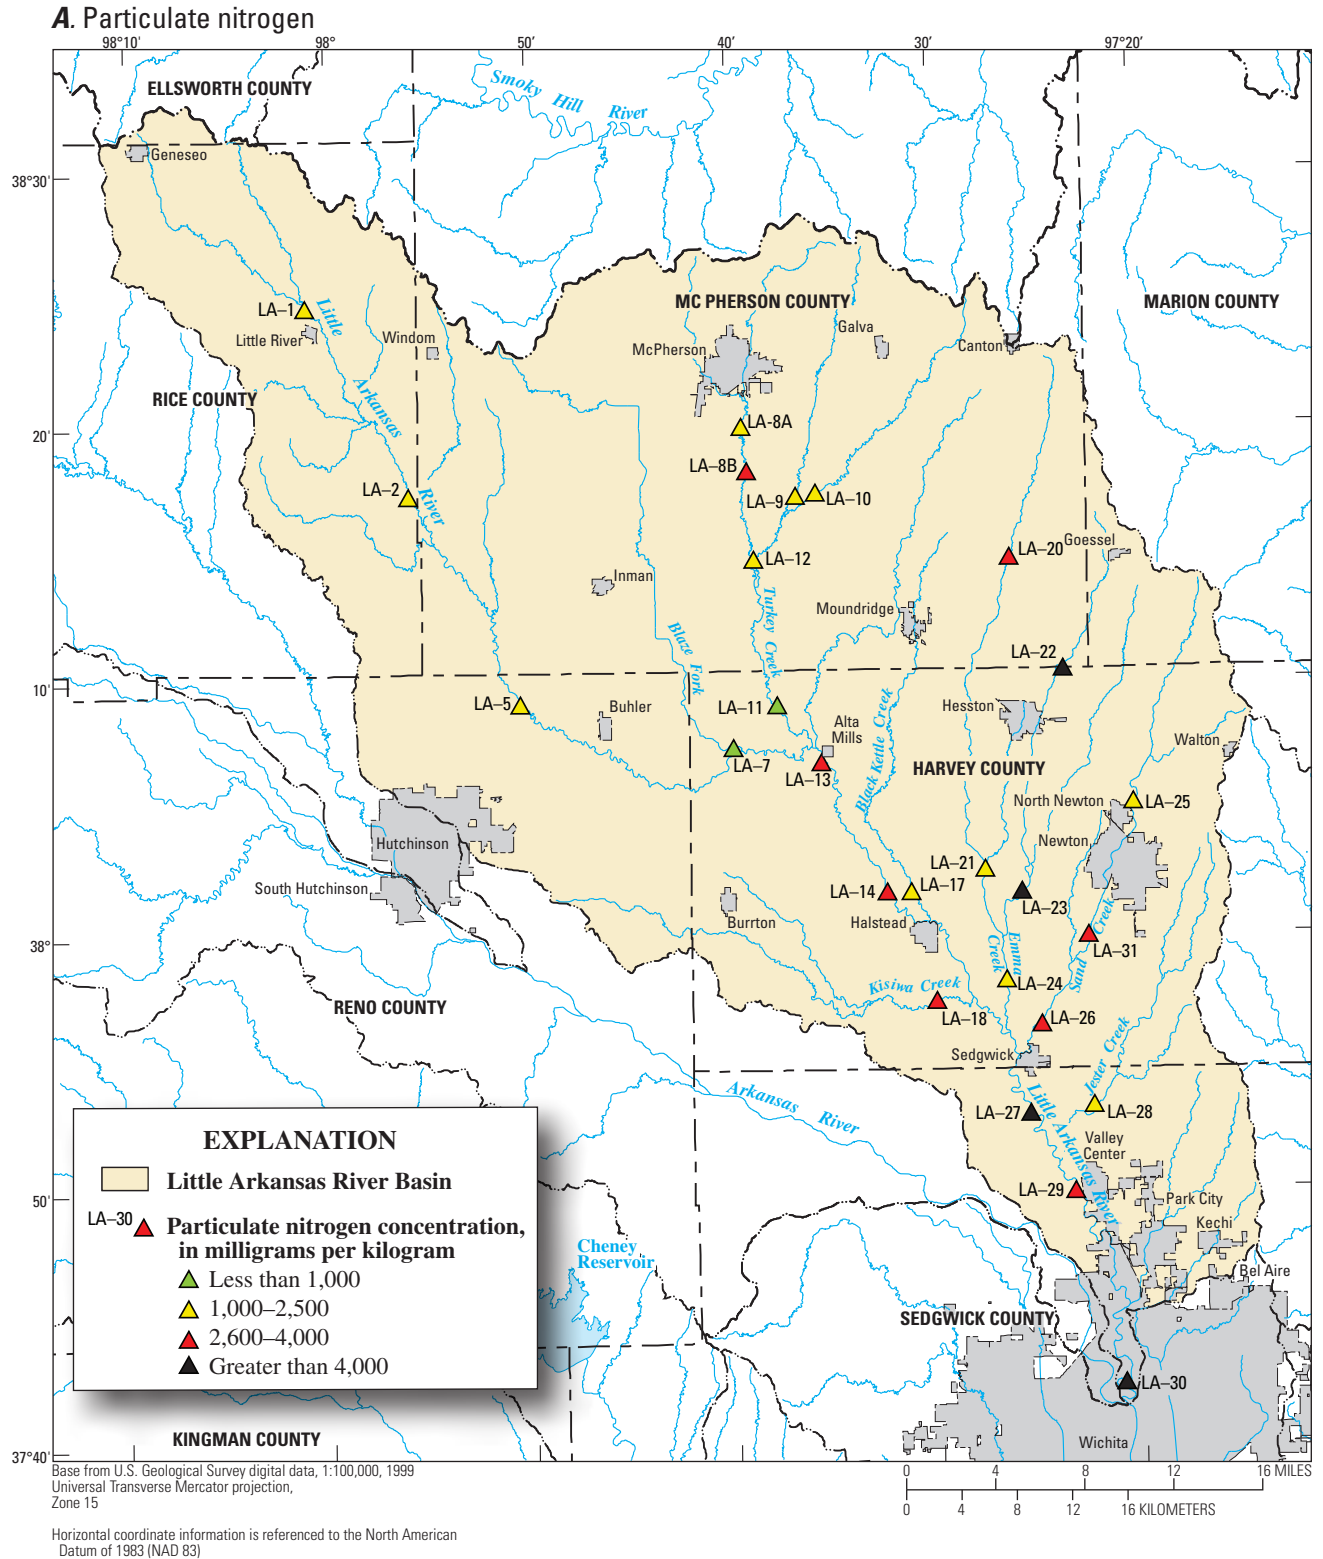 A. Particulate nitrogen
98°10'
98°
50'
40'
30'
97°20'
ELLSWORTH COUNTY
Smoky Hill River
Geneseo
38°30'
LA–1
Little River
Windom
Little Arkansas River
MC PHERSON COUNTY
MARION COUNTY
McPherson
Galva
Canton
RICE COUNTY
20'
LA-8A
LA–8B
LA–2
LA–9
LA–10
LA–12
LA–20
Goessel
Inman
Turkey Creek
Moundridge
Blaze Fork
LA–22
10'
LA–5
Buhler
LA–11
Alta
Mills
Black Kettle Creek
Hesston
Walton
LA–7
LA–13
HARVEY COUNTY
North Newton
LA–25
Hutchinson
Newton
LA–21
South Hutchinson
LA–14
LA–17
LA–23
Burrton
Halstead
Sand Creek
38°
Emma
Creek
LA–31
LA–24
Kisiwa Creek
RENO COUNTY
LA–18
LA–26
Sedgwick
Jester Creek
Arkansas River
Little Arkansas River
LA–27
LA–28
Valley
Center
LA–29
50'
Park City
Kechi
Cheney
Reservoir
Bel Aire
SEDGWICK COUNTY
LA–30
Wichita
EXPLANATION
Little Arkansas River Basin
LA–30
Particulate nitrogen concentration,
in milligrams per kilogram
Less than 1,000
1,000–2,500
2,600–4,000
Greater than 4,000
KINGMAN COUNTY
37°40'
Base from U.S. Geological Survey digital data, 1:100,000, 1999
Universal Transverse Mercator projection,
Zone 15
Horizontal coordinate information is referenced to the North American
Datum of 1983 (NAD 83)
0 4 8 12 16 MILES
0 4 8 12 16 KILOMETERS